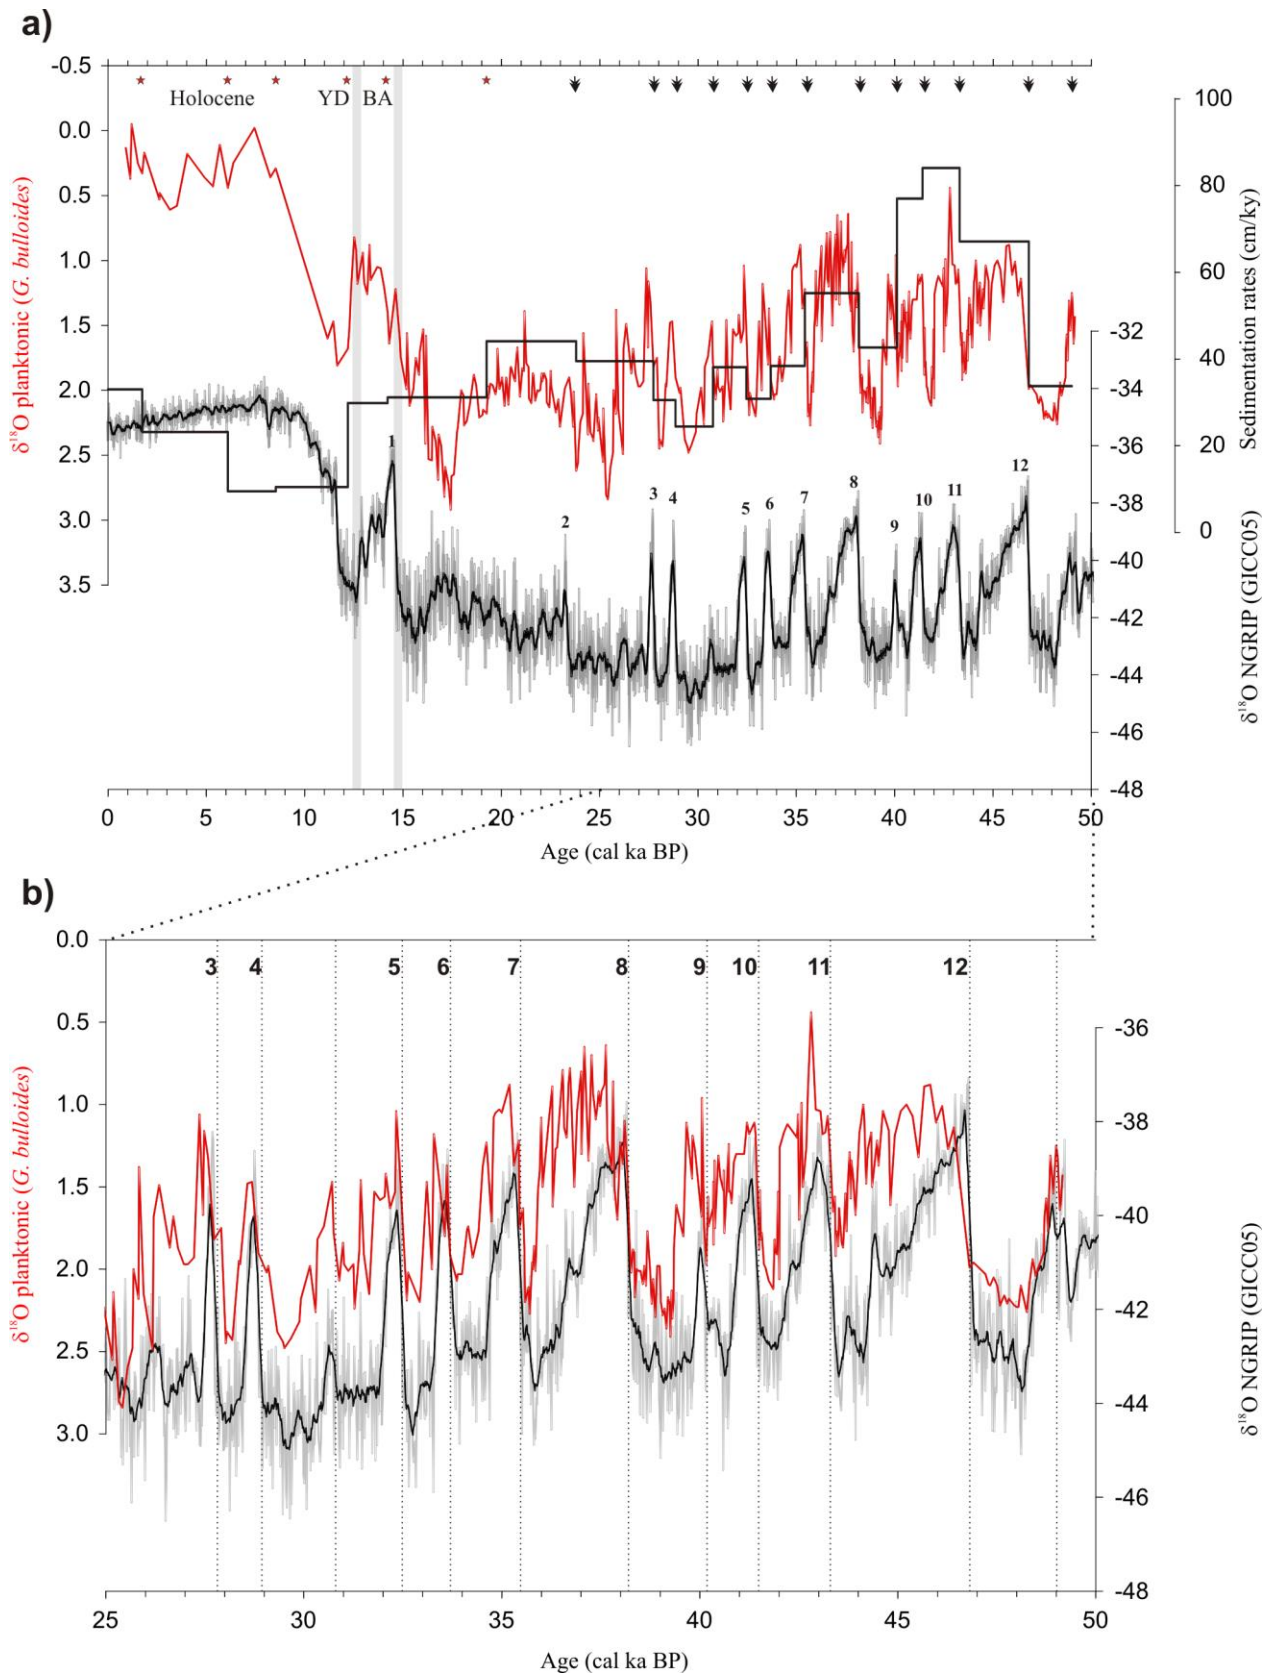 a)
-0.5
0.0
0.5
1.0
1.5
2.0
2.5
3.0
3.5
δ¹⁸O planktonic (G. bulloides)
Holocene YD BA
100
80
60
40
20
0
Sedimentation rates (cm/ky)
-32
-34
-36
-38
-40
-42
-44
-46
-48
δ¹⁸O NGRIP (GICC05)
1 2 3 4 5 6 7 8 9 10 11 12
0 5 10 15 20 25 30 35 40 45 50
Age (cal ka BP)
b)
0.0
0.5
1.0
1.5
2.0
2.5
3.0
δ¹⁸O planktonic (G. bulloides)
3 4 5 6 7 8 9 10 11 12
-36
-38
-40
-42
-44
-46
-48
δ¹⁸O NGRIP (GICC05)
25 30 35 40 45 50
Age (cal ka BP)